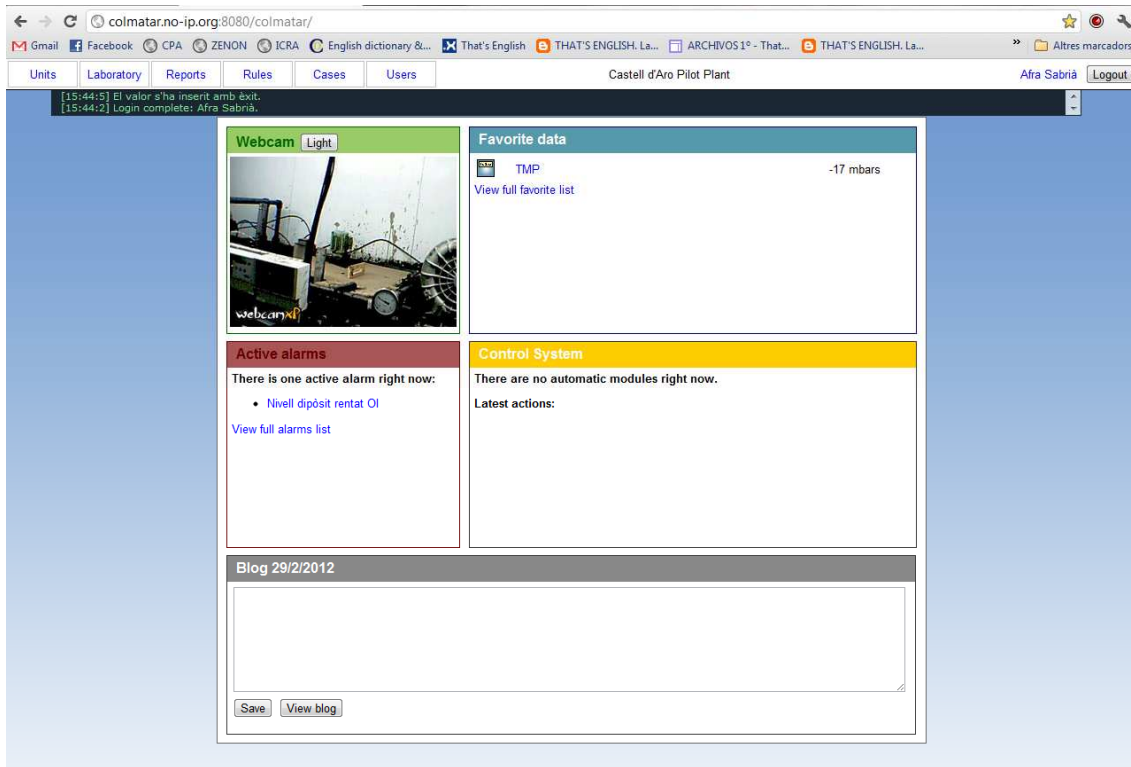 colmatar.no-ip.org:8080/colmatar/
Gmail Facebook CPA ZENON ICRA English dictionary &... That's English THAT'S ENGLISH. La... ARCHIVOS 1º - That... THAT'S ENGLISH. La... » Altres marcadors
Units Laboratory Reports Rules Cases Users Castell d'Aro Pilot Plant Afra Sabrià Logout
[15:44:5] El valor s'ha inserit amb èxit.
[15:44:2] Login complete: Afra Sabrià.
Webcam Light
webcamxp
Favorite data
TMP -17 mbars
View full favorite list
Active alarms
There is one active alarm right now:
• Nivell dipòsit rentat OI
View full alarms list
Control System
There are no automatic modules right now.
Latest actions:
Blog 29/2/2012
Save View blog